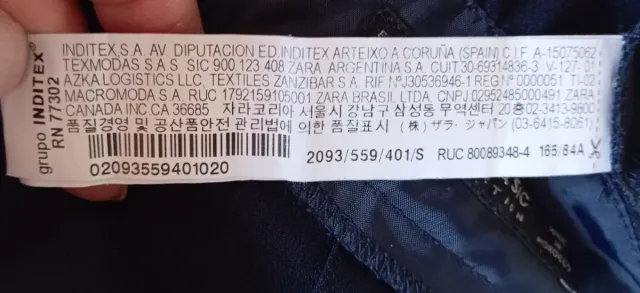 grupo INDITEX
RN 77302
INDITEX,S.A. AV. DIPUTACION ED.INDITEX ARTEIXO A CORUÑA (SPAIN) C.I.F. A-15075062
TEXMODAS S.A.S. SIC 900 123 408 ZARA ARGENTINA S.A. CUIT:30-69314836-3 V-127- 01
AZKA LOGISTICS LLC, TEXTILES ZANZIBAR S.A. RIF Nº.J30536946-1 REG Nº 0000051 TI-02
MACROMODA S.A. RUC 1792159105001 ZARA BRASIL LTDA. CNPJ 02952485000491 ZARA
CANADA INC.CA 36685 자라코리아 서울시 강남구 삼성동 무역센터 20층 02-3413-9800
품질경영 및 공산품안전 관리법에 의한 품질표시 (株) ザラ・ジャパン (03-6415-8061)
02093559401020
2093/559/401/S
RUC 80089348-4
165/84A
SIC